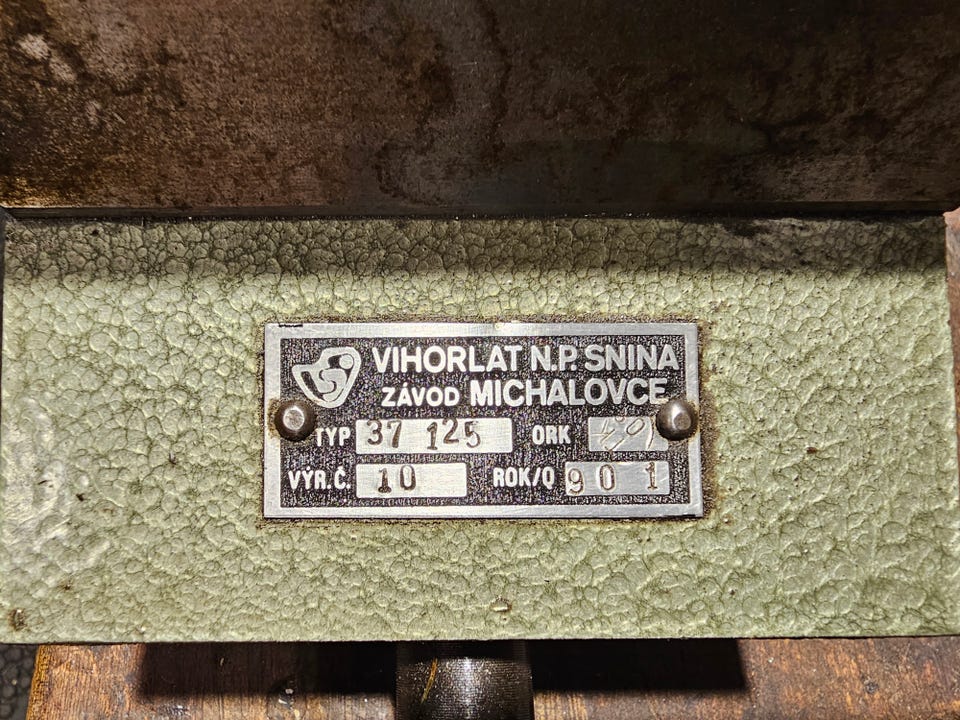 VIHORLAT N.P. SNINA
ZÁVOD MICHALOVCE
TYP 37 125 ORK
VÝR.Č. 10 ROK/Q 90 1